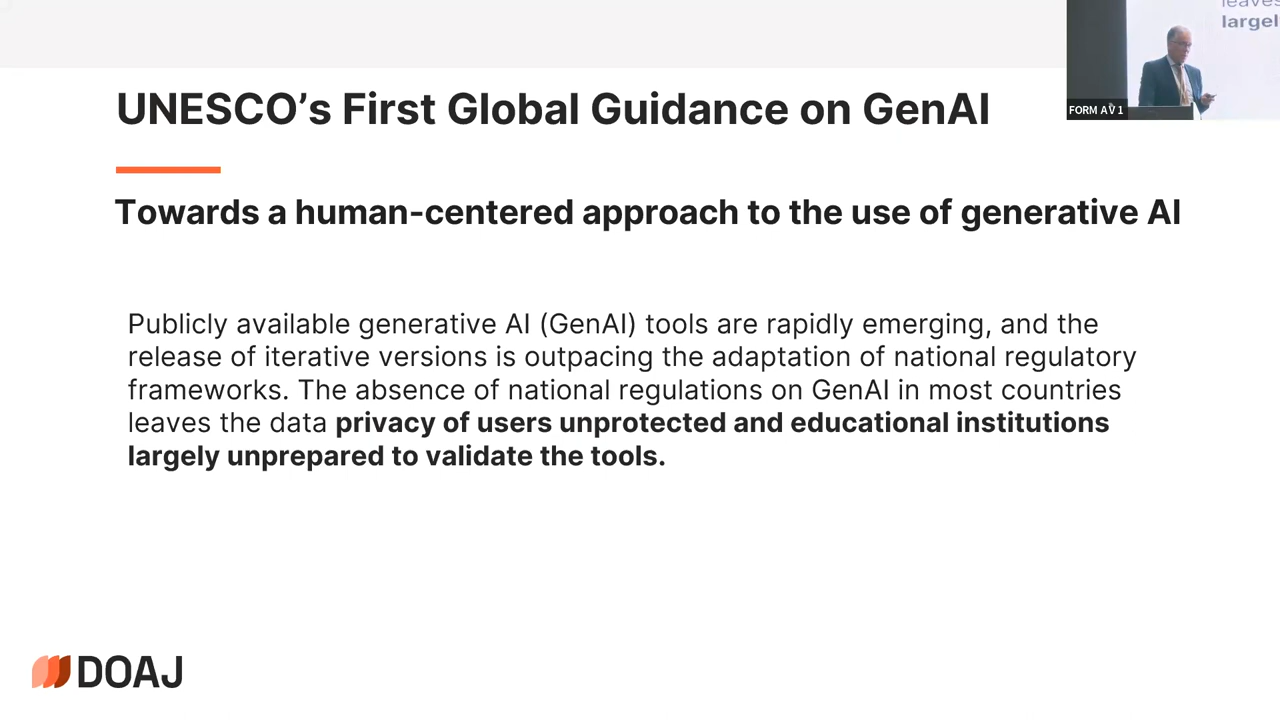 UNESCO’s First Global Guidance on GenAI
leaves
largel
FORM AV 1
Towards a human-centered approach to the use of generative AI
Publicly available generative AI (GenAI) tools are rapidly emerging, and the
release of iterative versions is outpacing the adaptation of national regulatory
frameworks. The absence of national regulations on GenAI in most countries
leaves the data privacy of users unprotected and educational institutions
largely unprepared to validate the tools.
DOAJ